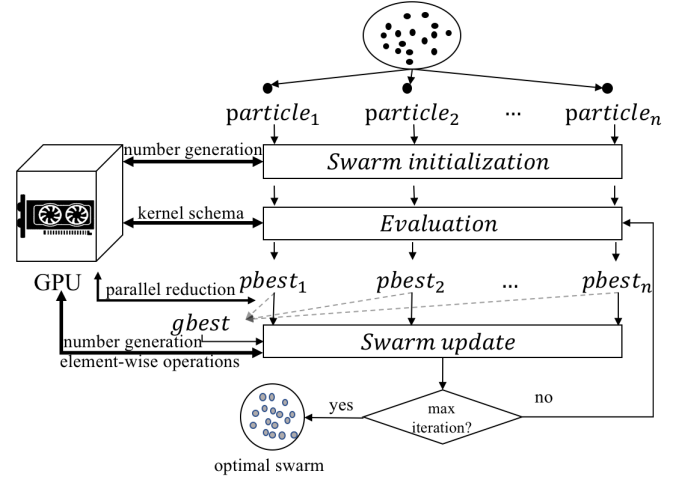 particle₁ particle₂ ... particleₙ
number generation
Swarm initialization
kernel schema
Evaluation
GPU
parallel reduction
pbest₁ pbest₂ ... pbestₙ
gbest
number generation
element-wise operations
Swarm update
max
iteration?
yes
no
optimal swarm